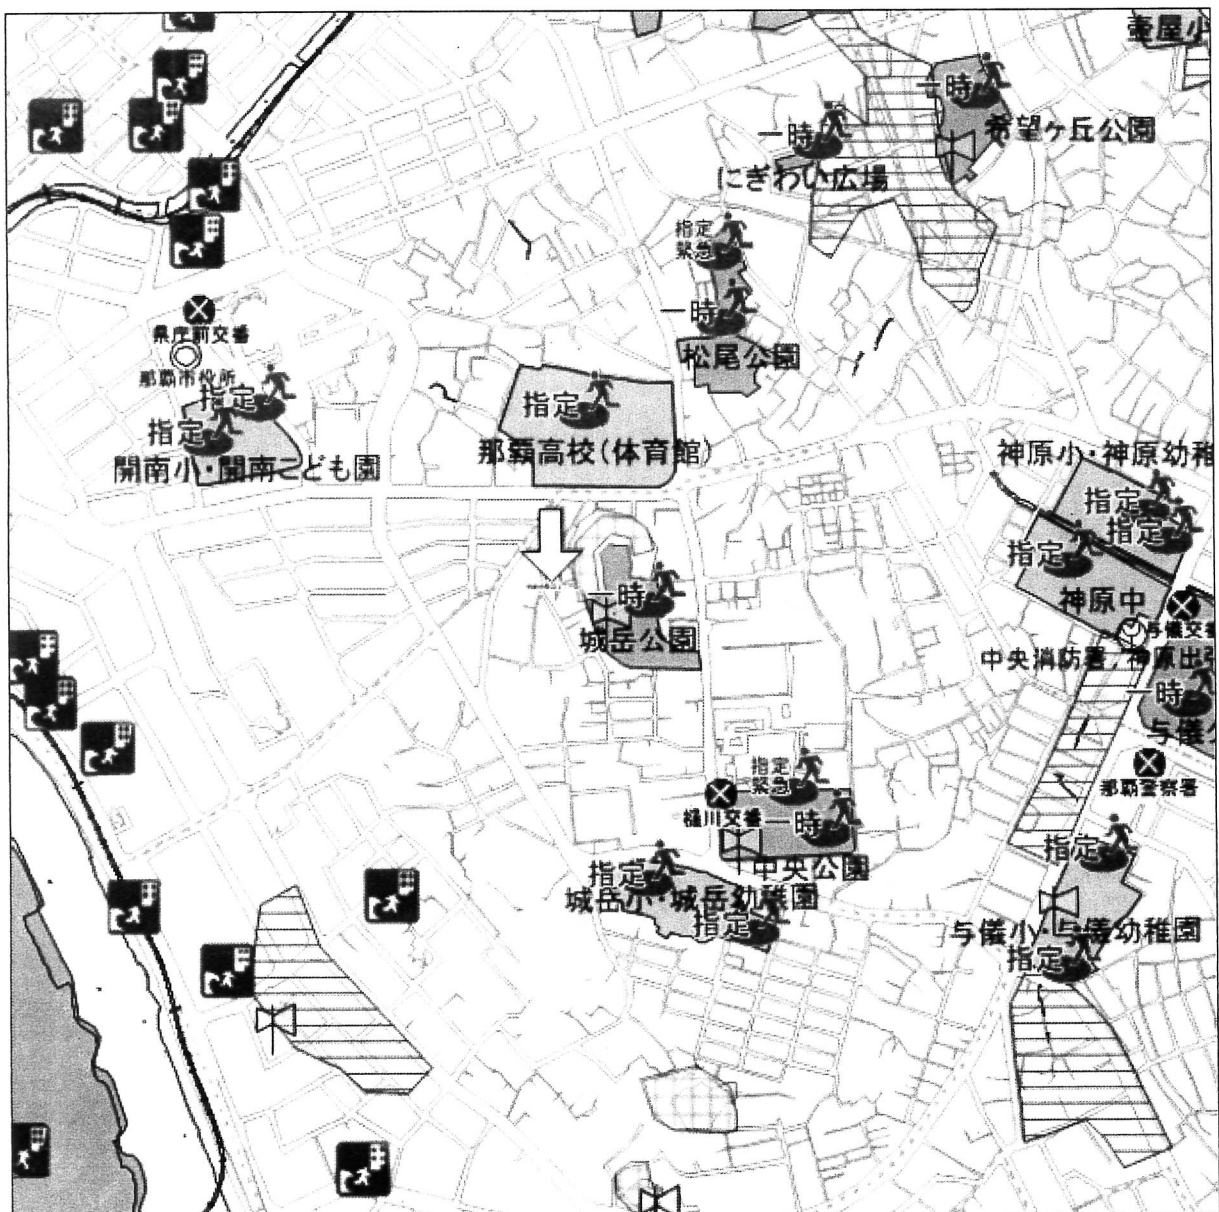 壺屋小
一時
希望ヶ丘公園
一時
にぎわい広場
指定
緊急
一時
松尾公園
県庁前交番
那覇市役所
指定
指定
開南小・開南こども園
指定
那覇高校(体育館)
神原小・神原幼稚
指定
指定
指定
神原中
与儀交番
中央消防署 神原出張
一時
城岳公園
一時
与儀公
那覇警察署
指定
緊急
樋川交番
一時
中央公園
指定
城岳小・城岳幼稚園
指定
指定
与儀小・与儀幼稚園
指定